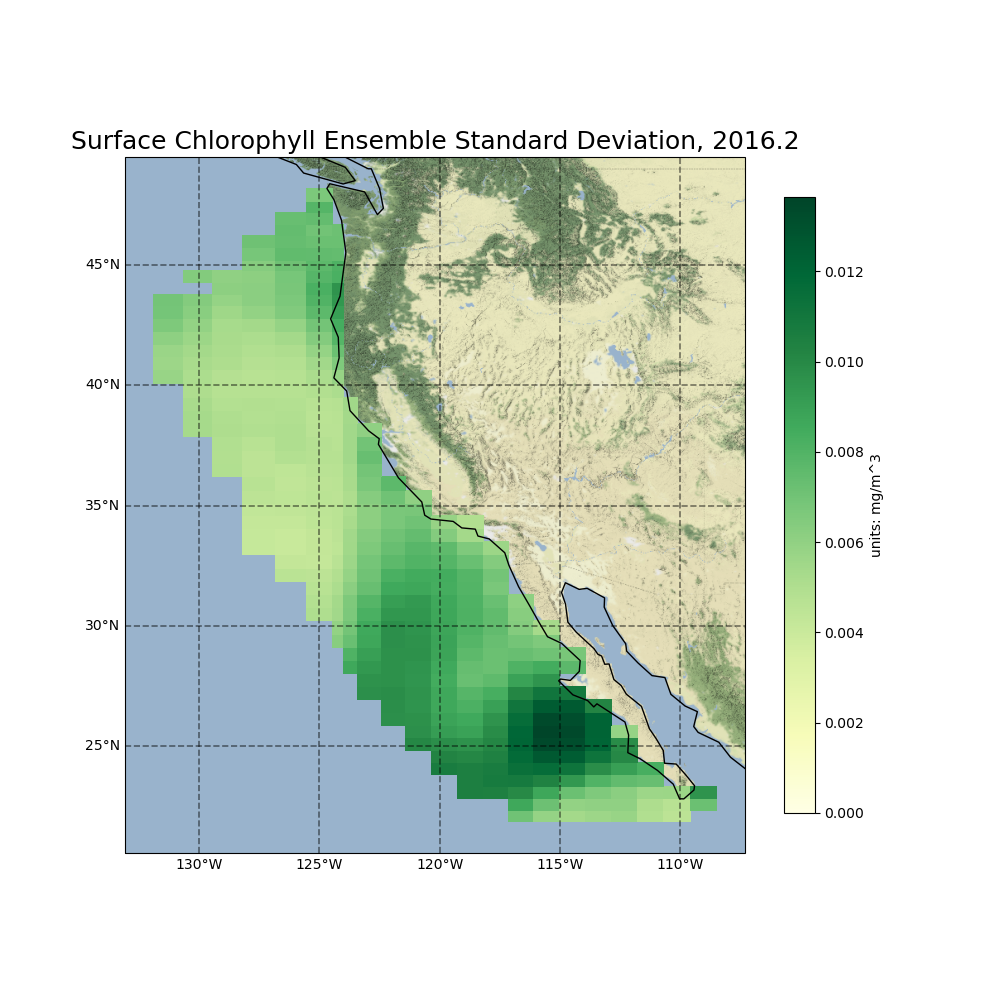 Surface Chlorophyll Ensemble Standard Deviation, 2016.2
45°N
40°N
35°N
30°N
25°N
130°W 125°W 120°W 115°W 110°W
0.012
0.010
0.008
0.006
0.004
0.002
0.000
units: mg/m^3